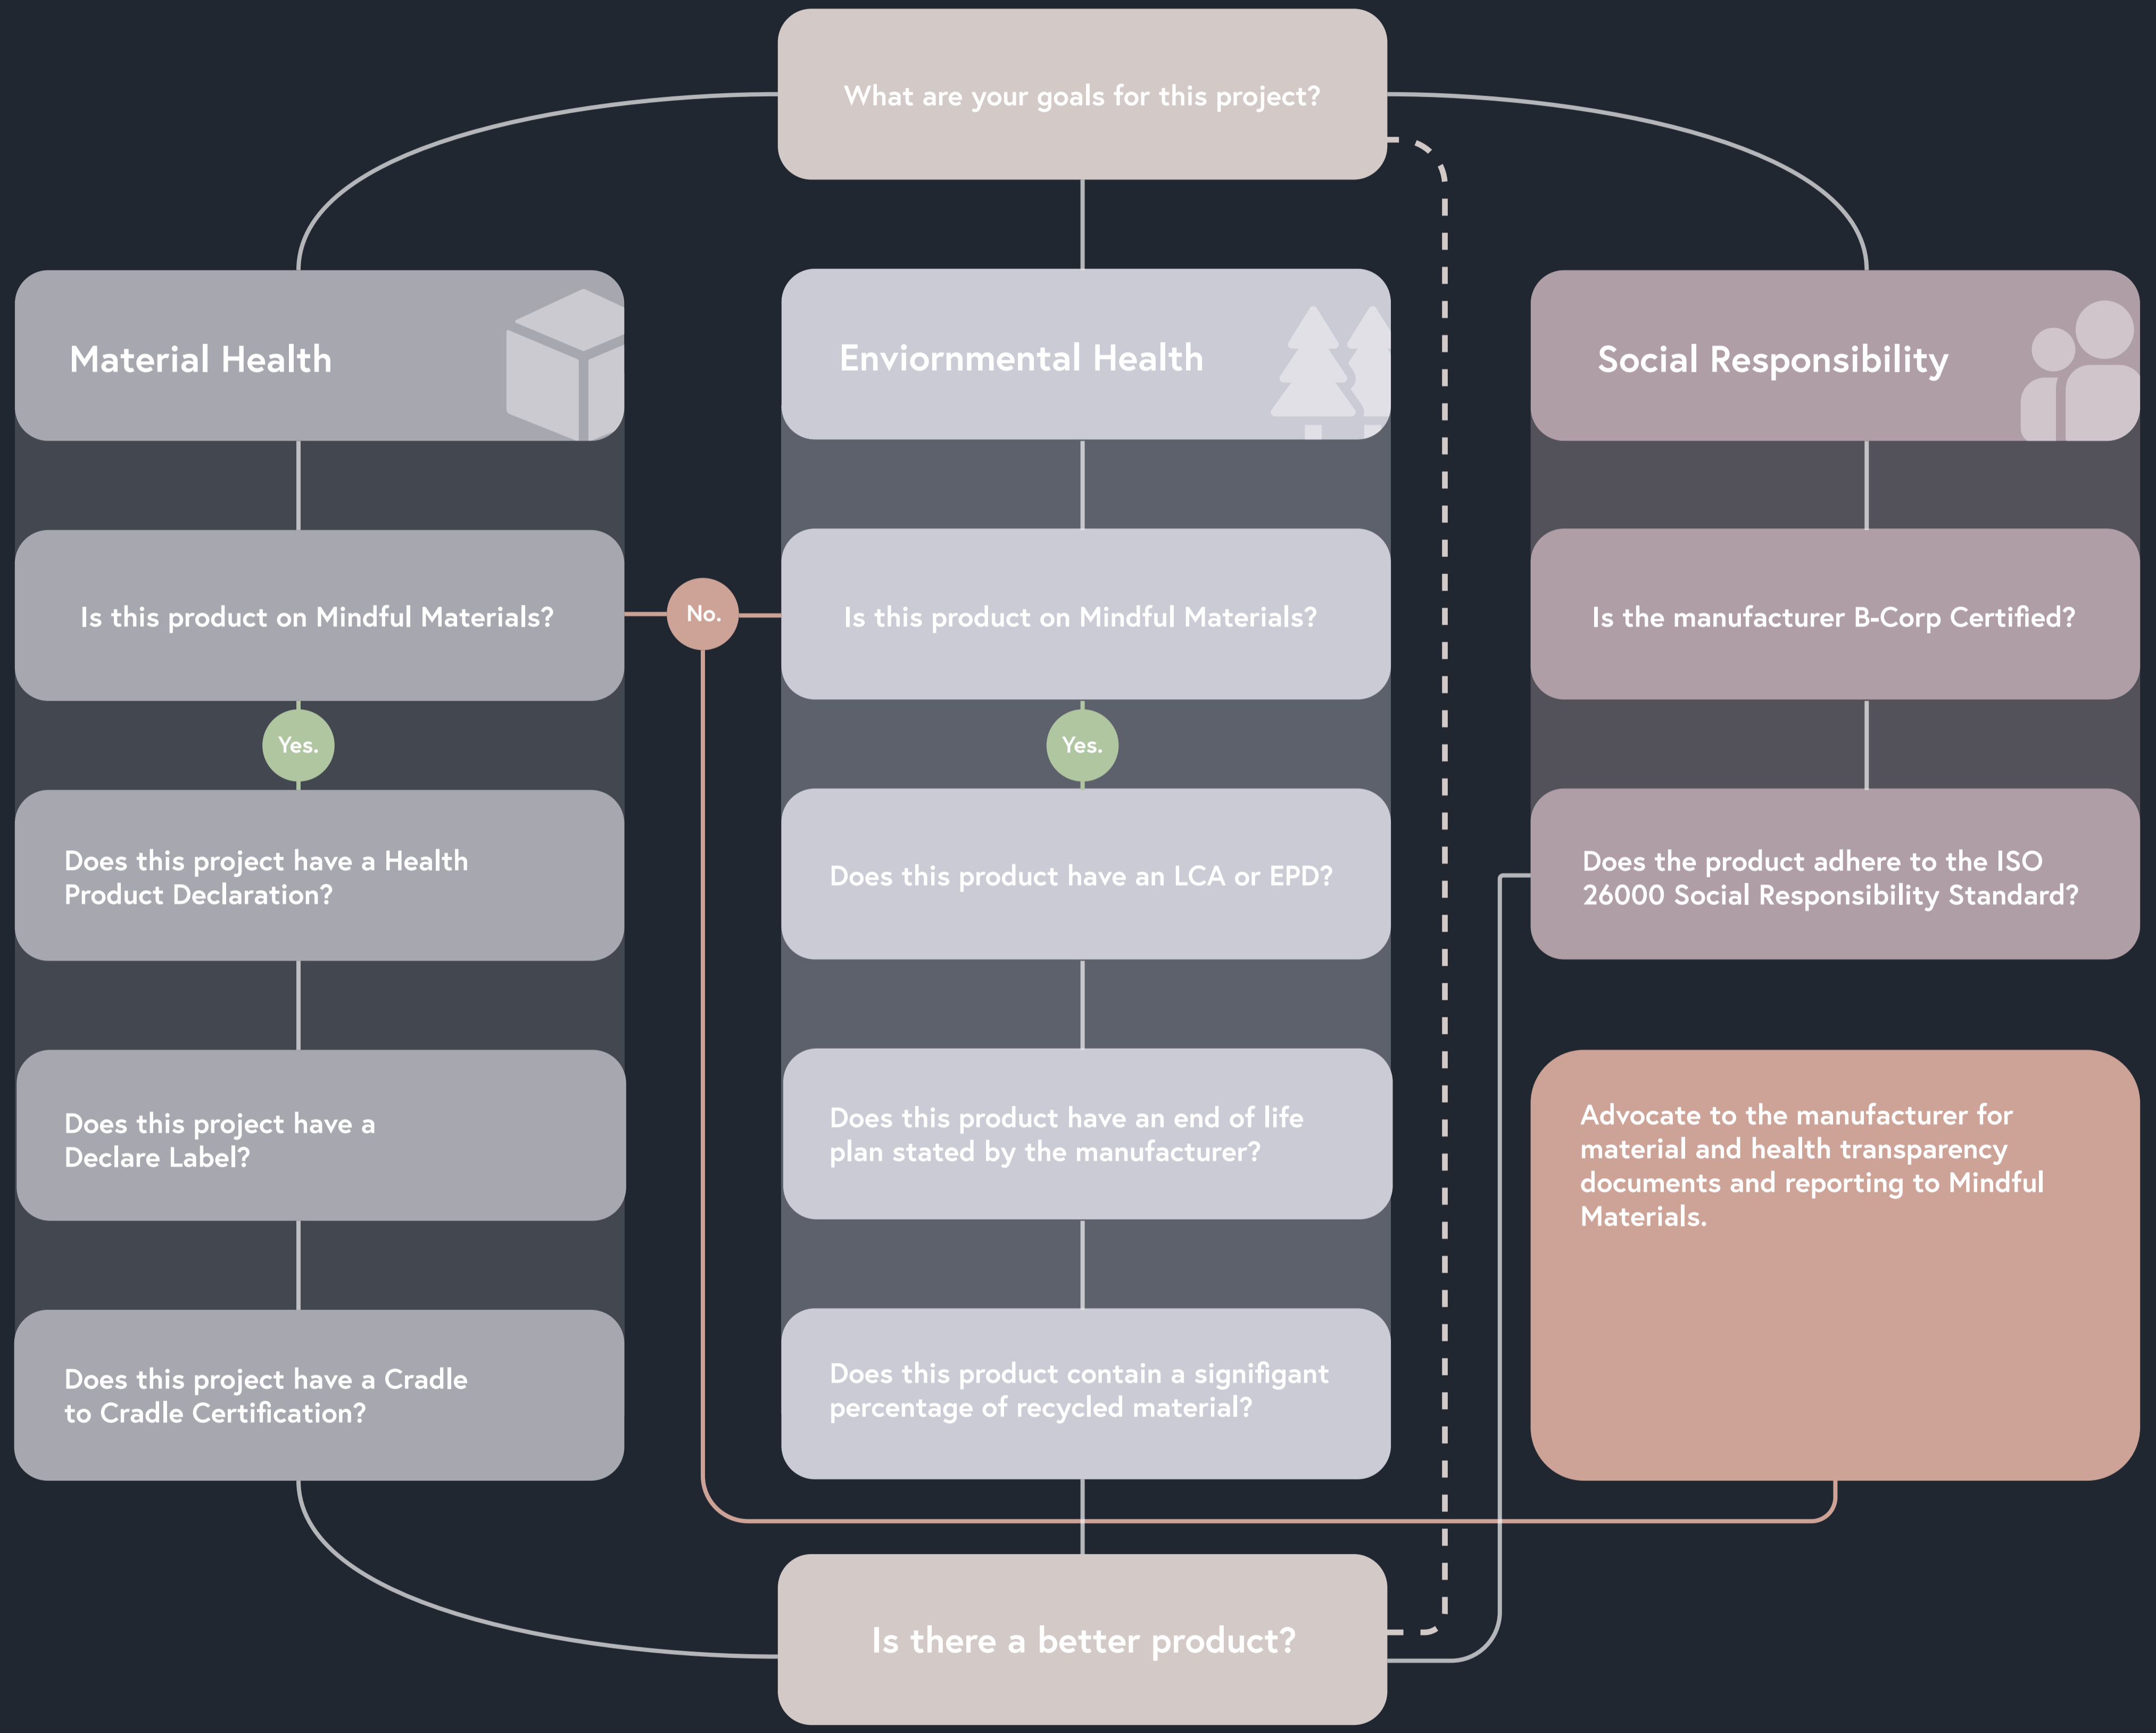 What are your goals for this project?
Material Health
Enviornmental Health
Social Responsibility
Is this product on Mindful Materials?
No.
Is this product on Mindful Materials?
Is the manufacturer B-Corp Certified?
Yes.
Yes.
Does this project have a Health
Product Declaration?
Does this product have an LCA or EPD?
Does the product adhere to the ISO
26000 Social Responsibility Standard?
Does this project have a
Declare Label?
Does this product have an end of life
plan stated by the manufacturer?
Advocate to the manufacturer for
material and health transparency
documents and reporting to Mindful
Materials.
Does this project have a Cradle
to Cradle Certification?
Does this product contain a signifigant
percentage of recycled material?
Is there a better product?